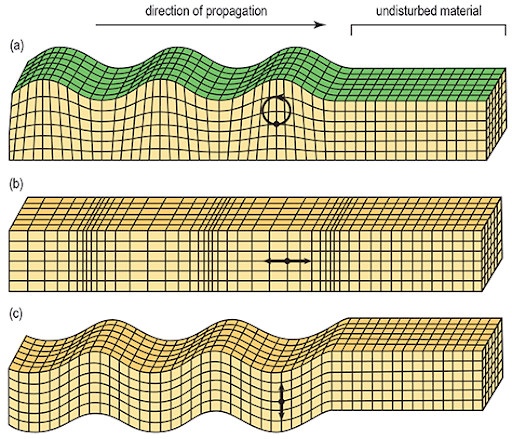 direction of propagation
undisturbed material
(a)
(b)
(c)